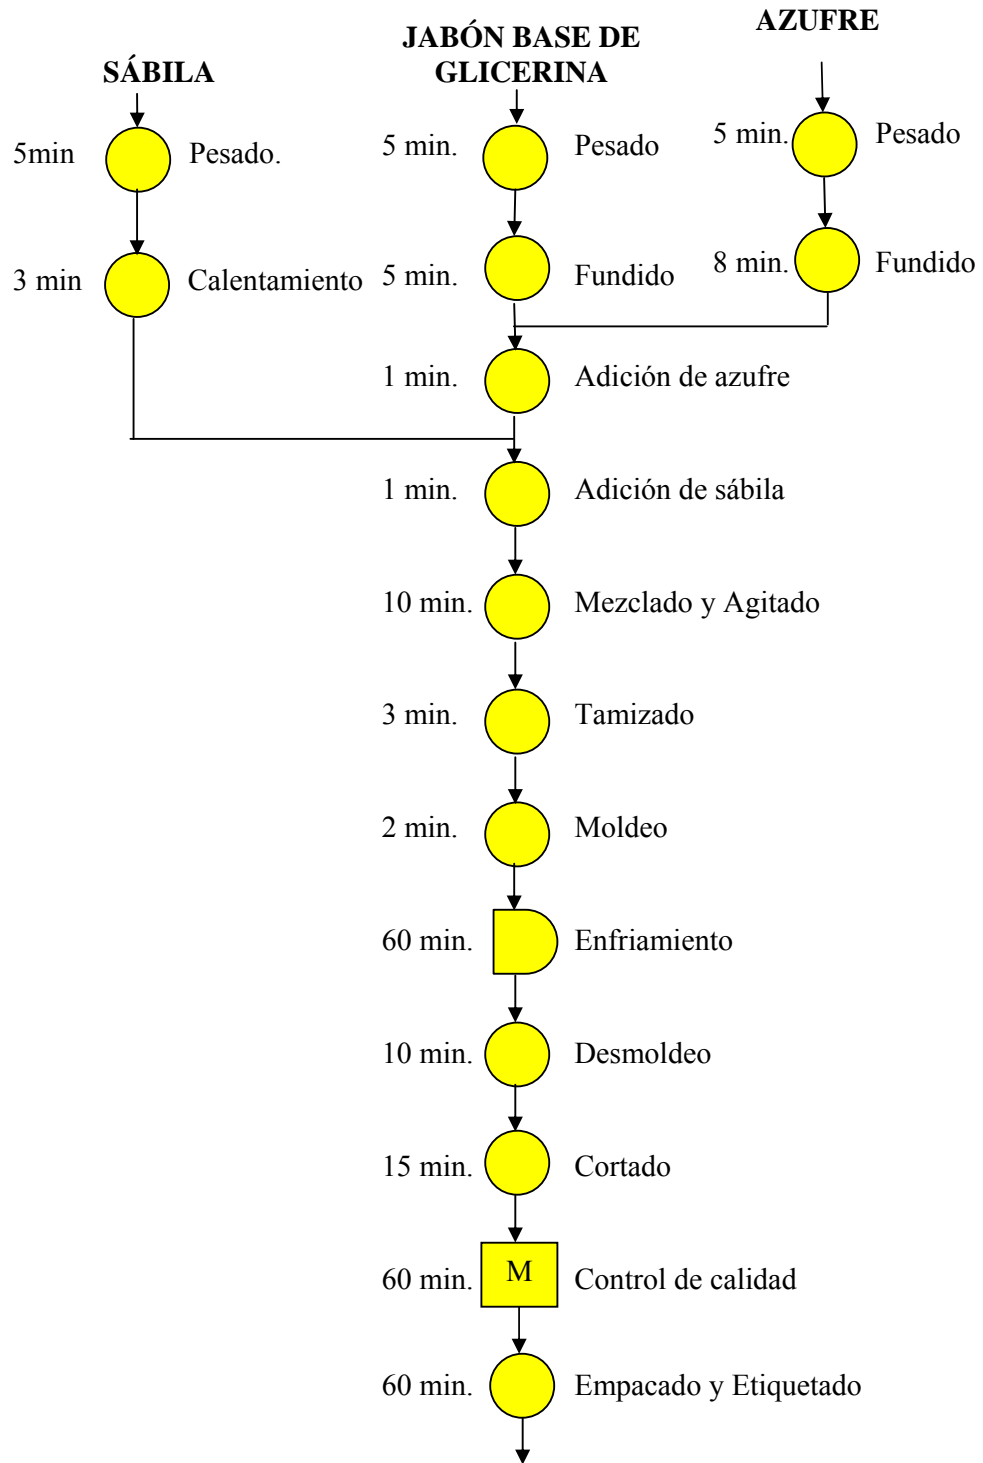 SÁBILA
JABÓN BASE DE
GLICERINA
AZUFRE
5min
Pesado.
5 min.
Pesado
5 min.
Pesado
3 min
Calentamiento
5 min.
Fundido
8 min.
Fundido
1 min.
Adición de azufre
1 min.
Adición de sábila
10 min.
Mezclado y Agitado
3 min.
Tamizado
2 min.
Moldeo
60 min.
Enfriamiento
10 min.
Desmoldeo
15 min.
Cortado
60 min.
M
Control de calidad
60 min.
Empacado y Etiquetado